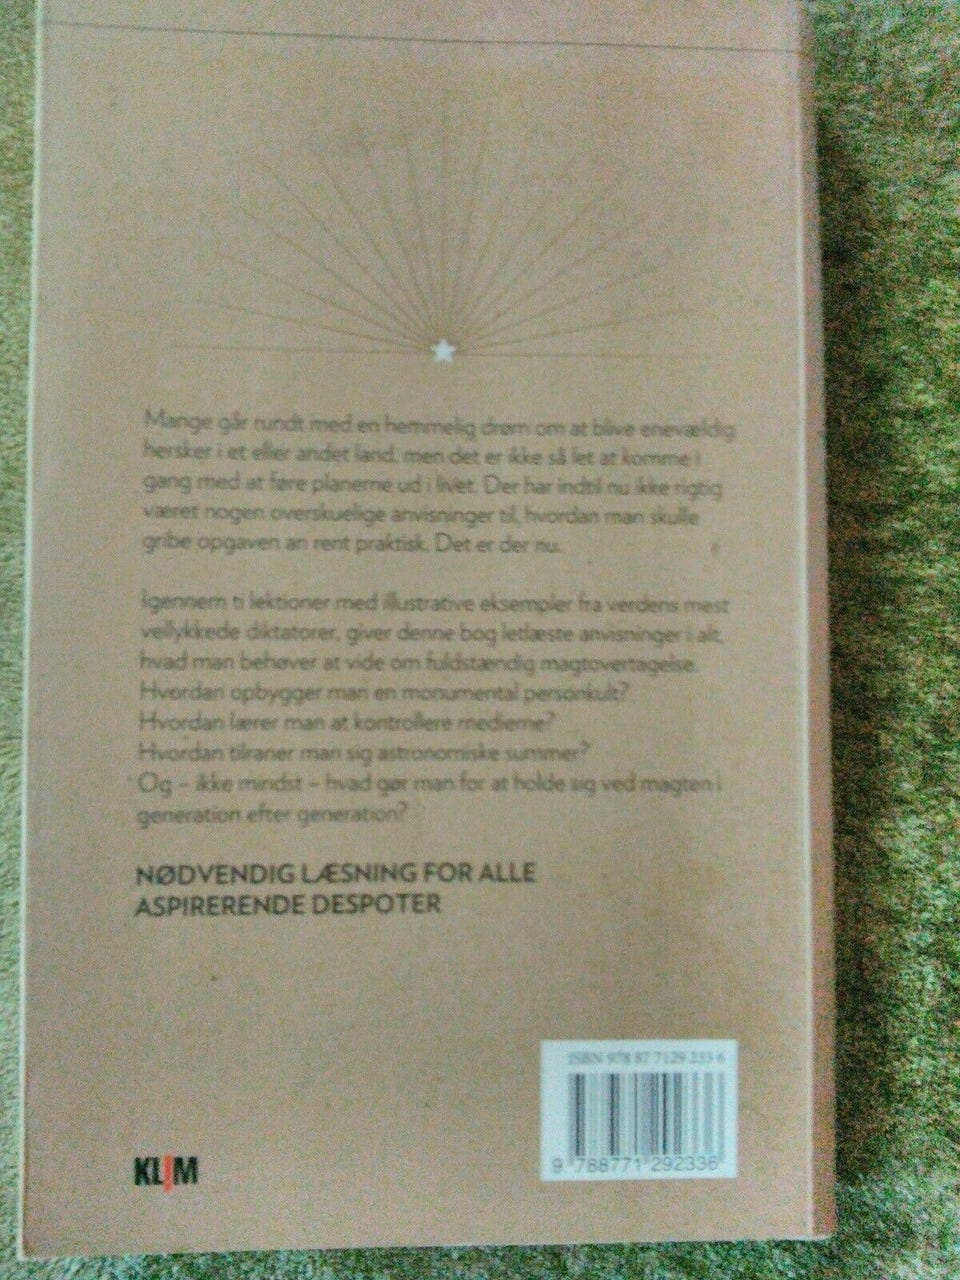 Mange går rundt med en hemmelig drøm om at blive enevældig
hersker i et eller andet land, men det er ikke så let at komme i
gang med at føre planerne ud i livet. Der har indtil nu ikke rigtig
været nogen overskuelige anvisninger til, hvordan man skulle
gribe opgaven an rent praktisk. Det er der nu.
Igennem ti lektioner med illustrative eksempler fra verdens mest
vellykkede diktatorer, giver denne bog letlæste anvisninger i alt,
hvad man behøver at vide om fuldstændig magtovertagelse.
Hvordan opbygger man en monumental personkult?
Hvordan lærer man at kontrollere medierne?
Hvordan tilraner man sig astronomiske summer?
Og – ikke mindst – hvad gør man for at holde sig ved magten i
generation efter generation?
NØDVENDIG LÆSNING FOR ALLE
ASPIRERENDE DESPOTER
ISBN 978 87 7129 233 6
9 788771 292336
KLIM